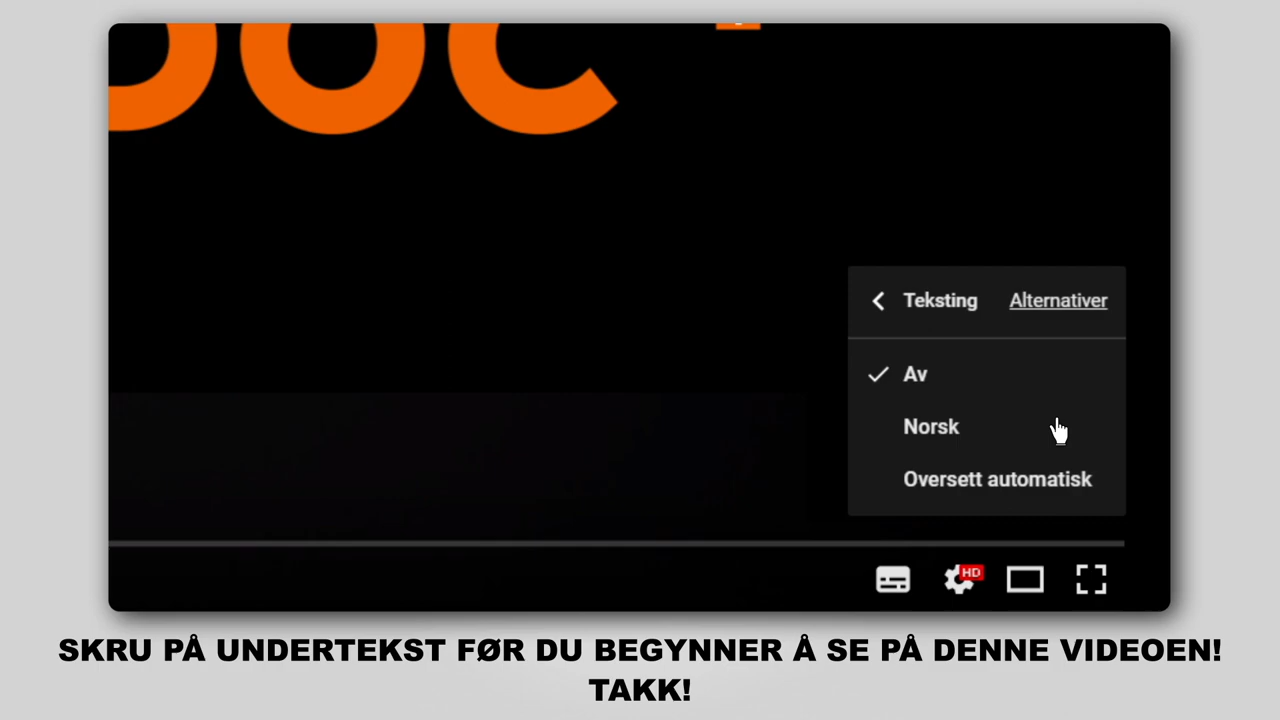 Teksting Alternativer
Av
Norsk
Oversett automatisk
HD
SKRU PÅ UNDERTEKST FØR DU BEGYNNER Å SE PÅ DENNE VIDEOEN!
TAKK!